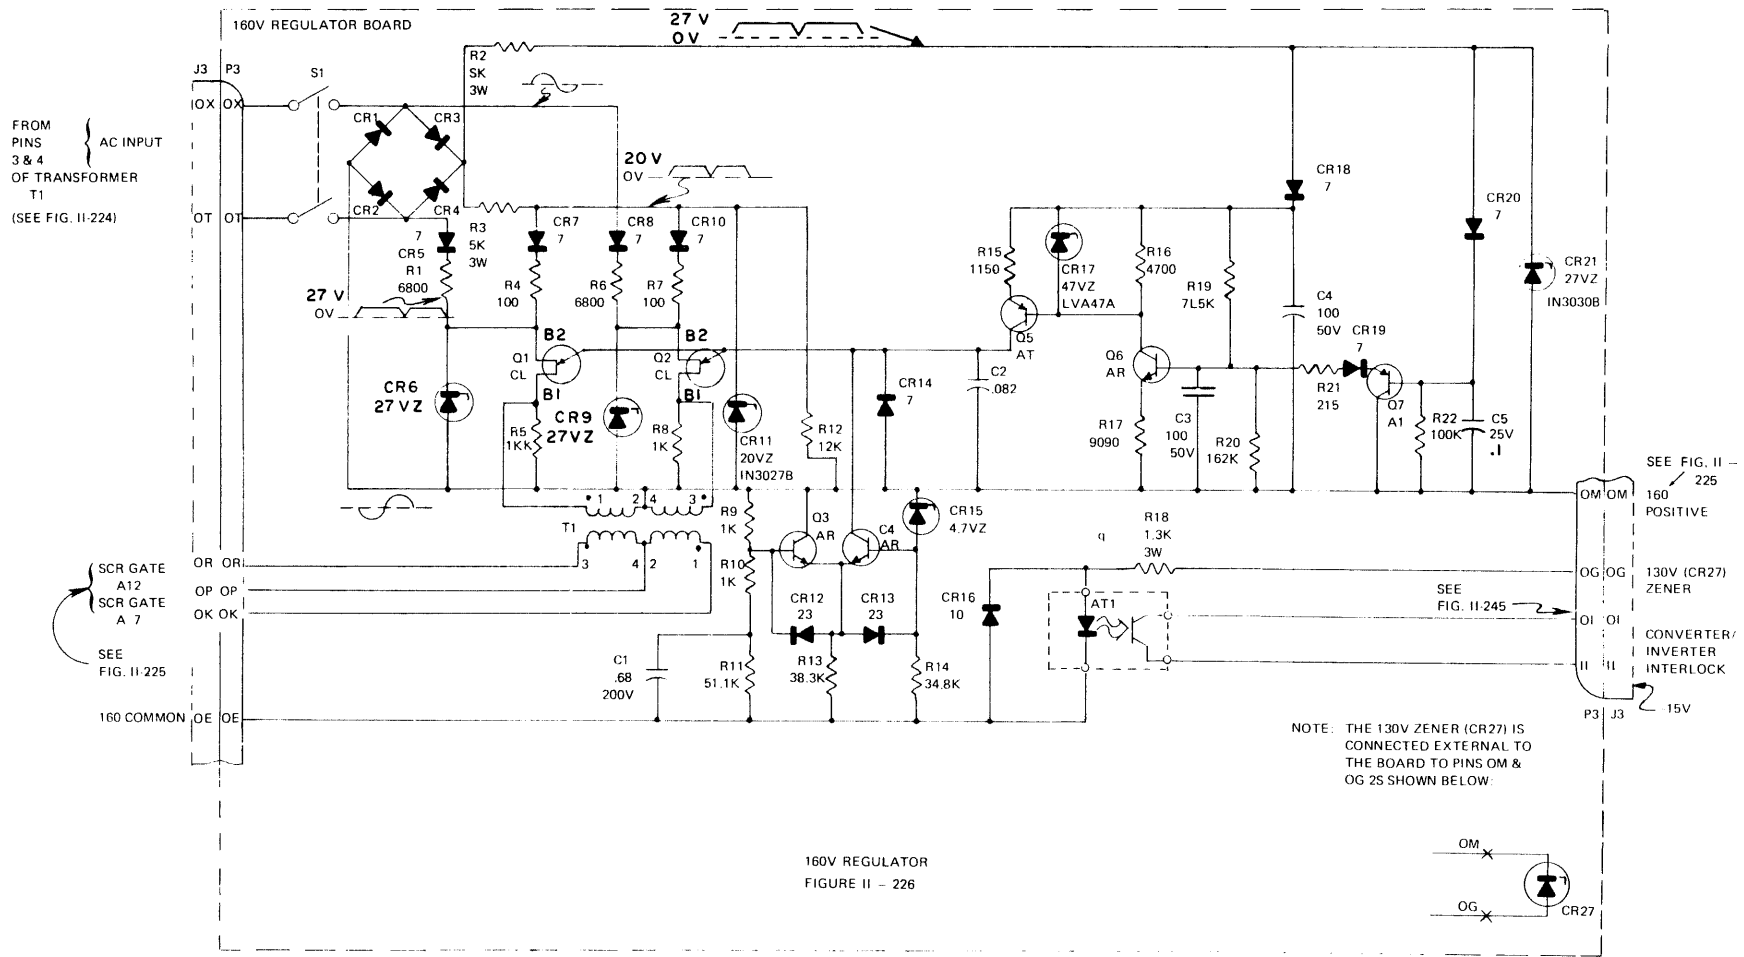 160V REGULATOR BOARD
27 V
0V
J3 P3
S1
R2
SK
3W
OX OX
CR1
CR3
FROM
PINS
3 & 4
OF TRANSFORMER
T1
(SEE FIG. II-224)
AC INPUT
20 V
0V
CR2
CR4
OT OT
7
CR5
R1
6800
R3
5K
3W
CR7
7
CR8
7
CR10
7
R4
100
R6
6800
R7
100
27 V
0V
CR18
7
CR20
7
R15
1150
CR17
47VZ
LVA47A
R16
4700
R19
7L5K
C4
100
50V
CR21
27VZ
IN3030B
CR19
7
B2
Q1
CL
B1
B2
Q2
CL
B1
Q5
AT
Q6
AR
CR6
27VZ
CR9
27VZ
R5
1KK
R8
1K
CR11
20VZ
IN3027B
R12
12K
CR14
7
C2
.082
R17
9090
C3
100
50V
R20
162K
R21
215
Q7
A1
R22
100K
C5
25V
.1
SEE FIG. II –
225
OM OM
160
POSITIVE
1 2 4 3
T1
3 4 2 1
R9
1K
Q3
AR
C4
AR
CR15
4.7VZ
q
R18
1.3K
3W
R10
1K
SCR GATE
A12
SCR GATE
A 7
OR OR
OP OP
OK OK
SEE
FIG. II-225
CR12
23
CR13
23
CR16
10
AT1
SEE
FIG. II-245
OG OG
130V (CR27)
ZENER
OI OI
CONVERTER/
INVERTER
INTERLOCK
II II
C1
.68
200V
R11
51.1K
R13
38.3K
R14
34.8K
160 COMMON OE OE
-15V
P3 J3
NOTE: THE 130V ZENER (CR27) IS
CONNECTED EXTERNAL TO
THE BOARD TO PINS OM &
OG 2S SHOWN BELOW:
OM
OG
CR27
160V REGULATOR
FIGURE II – 226